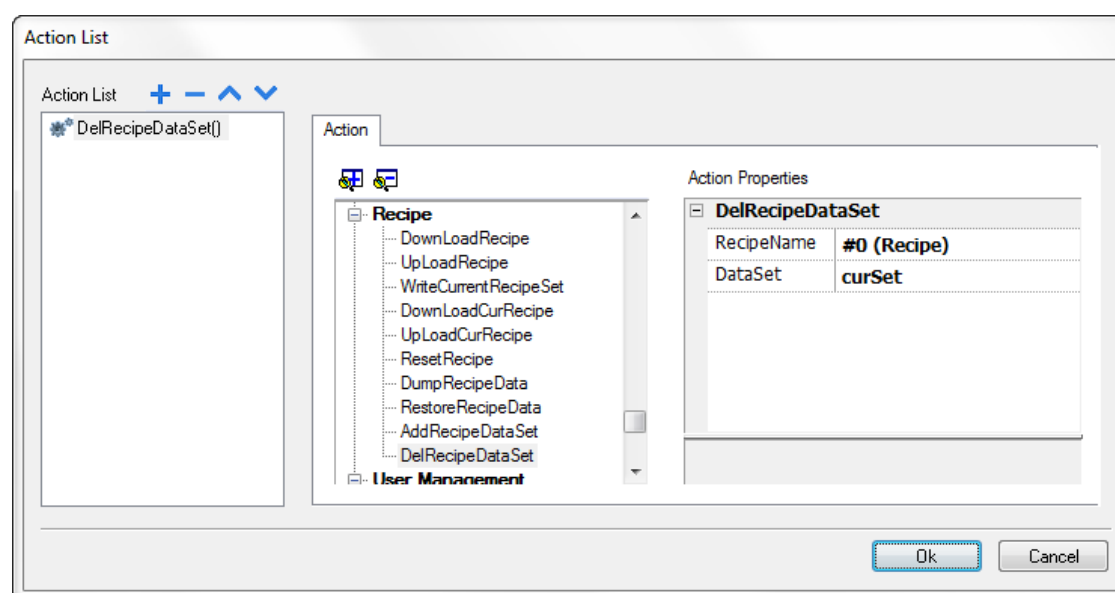 Action List
Action List
DelRecipeDataSet()
Action
Recipe
DownLoadRecipe
UpLoadRecipe
WriteCurrentRecipeSet
DownLoadCurRecipe
UpLoadCurRecipe
ResetRecipe
DumpRecipeData
RestoreRecipeData
AddRecipeDataSet
DelRecipeDataSet
User Management
Action Properties
DelRecipeDataSet
RecipeName #0 (Recipe)
DataSet curSet
Ok Cancel